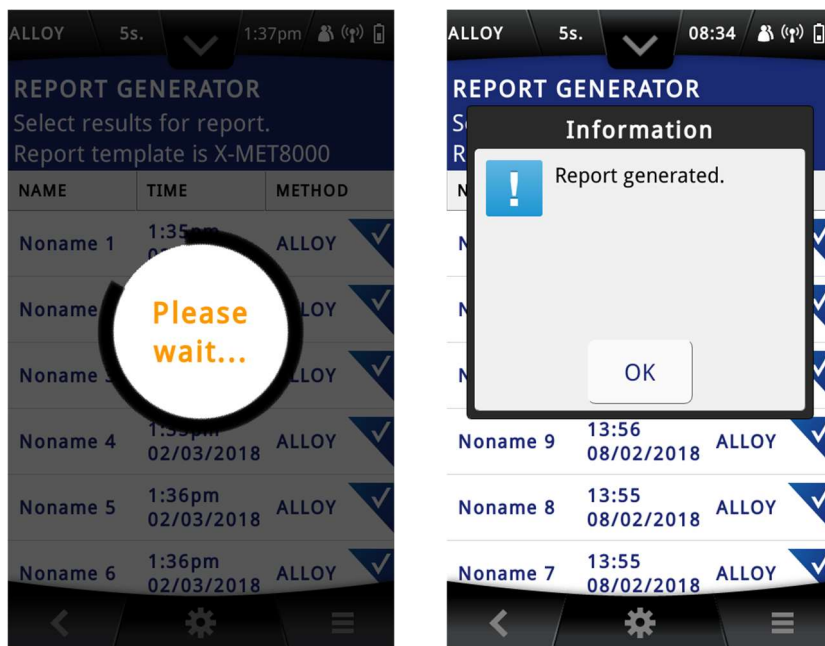 ALLOY 5s. 1:37pm
REPORT GENERATOR
Select results for report.
Report template is X-MET8000
NAME TIME METHOD
Noname 1 1:35pm ALLOY
Please
wait...
Noname
Noname
Noname 4 ALLOY
02/03/2018
Noname 5 1:36pm ALLOY
02/03/2018
Noname 6 1:36pm ALLOY
02/03/2018
ALLOY 5s. 08:34
REPORT GENERATOR
Information
!
Report generated.
OK
Noname 9 13:56 ALLOY
08/02/2018
Noname 8 13:55 ALLOY
08/02/2018
Noname 7 13:55 ALLOY
08/02/2018